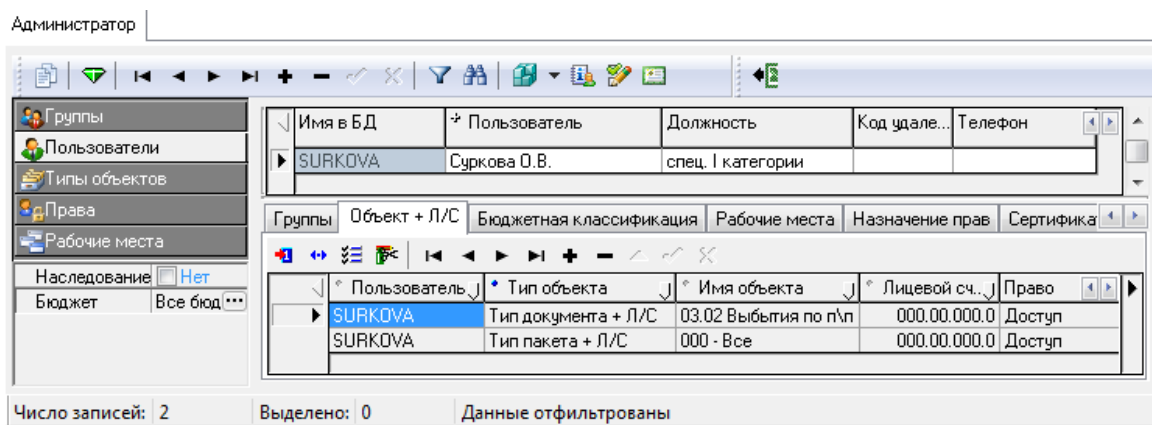 Администратор
Группы
Пользователи
Типы объектов
Права
Рабочие места
Наследование Нет
Бюджет Все бюд
Имя в БД Пользователь Должность Код удале... Телефон
SURKOVA Суркова О.В. спец. I категории
Группы Объект + Л/С Бюджетная классификация Рабочие места Назначение прав Сертифика
Пользователь Тип объекта Имя объекта Лицевой сч... Право
SURKOVA Тип документа + Л/С 03.02 Выбытия по п\п 000.00.000.0 Доступ
SURKOVA Тип пакета + Л/С 000 - Все 000.00.000.0 Доступ
Число записей: 2 Выделено: 0 Данные отфильтрованы